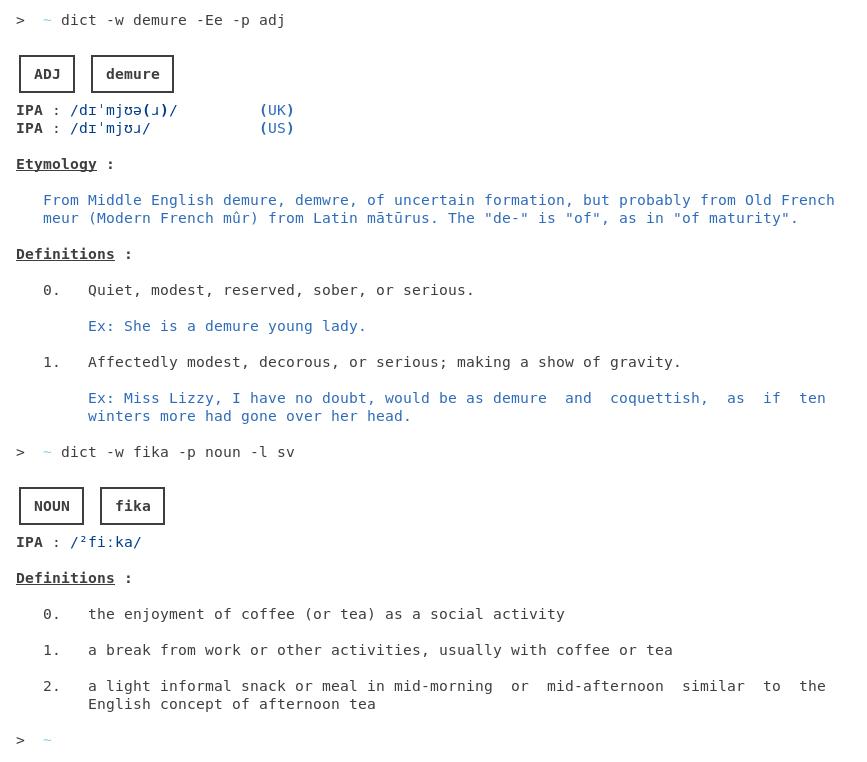 > ~ dict -w demure -Ee -p adj
ADJ demure
IPA : /dɪˈmjʊə(ɹ)/ (UK)
IPA : /dɪˈmjʊɹ/ (US)
Etymology :
From Middle English demure, demwre, of uncertain formation, but probably from Old French
meur (Modern French mûr) from Latin mātūrus. The "de-" is "of", as in "of maturity".
Definitions :
0. Quiet, modest, reserved, sober, or serious.
Ex: She is a demure young lady.
1. Affectedly modest, decorous, or serious; making a show of gravity.
Ex: Miss Lizzy, I have no doubt, would be as demure and coquettish, as if ten
winters more had gone over her head.
> ~ dict -w fika -p noun -l sv
NOUN fika
IPA : /²fiːka/
Definitions :
0. the enjoyment of coffee (or tea) as a social activity
1. a break from work or other activities, usually with coffee or tea
2. a light informal snack or meal in mid-morning or mid-afternoon similar to the
English concept of afternoon tea
> ~